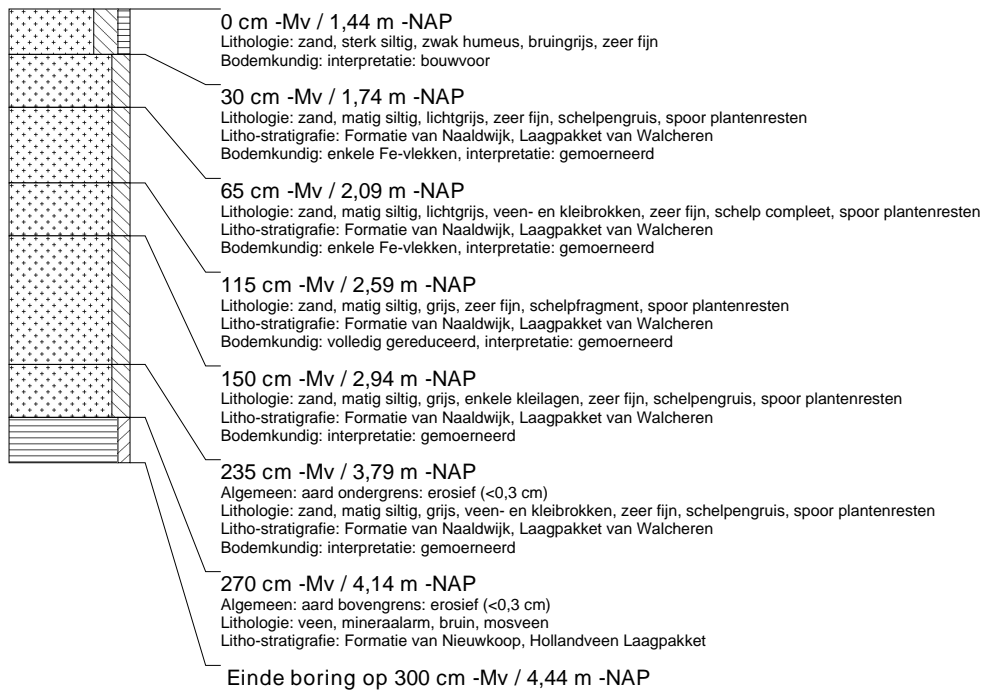 0 cm -Mv / 1,44 m -NAP
Lithologie: zand, sterk siltig, zwak humeus, bruingrijs, zeer fijn
Bodemkundig: interpretatie: bouwvoor
30 cm -Mv / 1,74 m -NAP
Lithologie: zand, matig siltig, lichtgrijs, zeer fijn, schelpengruis, spoor plantenresten
Litho-stratigrafie: Formatie van Naaldwijk, Laagpakket van Walcheren
Bodemkundig: enkele Fe-vlekken, interpretatie: gemoerneerd
65 cm -Mv / 2,09 m -NAP
Lithologie: zand, matig siltig, lichtgrijs, veen- en kleibrokken, zeer fijn, schelp compleet, spoor plantenresten
Litho-stratigrafie: Formatie van Naaldwijk, Laagpakket van Walcheren
Bodemkundig: enkele Fe-vlekken, interpretatie: gemoerneerd
115 cm -Mv / 2,59 m -NAP
Lithologie: zand, matig siltig, grijs, zeer fijn, schelpfragment, spoor plantenresten
Litho-stratigrafie: Formatie van Naaldwijk, Laagpakket van Walcheren
Bodemkundig: volledig gereduceerd, interpretatie: gemoerneerd
150 cm -Mv / 2,94 m -NAP
Lithologie: zand, matig siltig, grijs, enkele kleilagen, zeer fijn, schelpengruis, spoor plantenresten
Litho-stratigrafie: Formatie van Naaldwijk, Laagpakket van Walcheren
Bodemkundig: interpretatie: gemoerneerd
235 cm -Mv / 3,79 m -NAP
Algemeen: aard ondergrens: erosief (<0,3 cm)
Lithologie: zand, matig siltig, grijs, veen- en kleibrokken, zeer fijn, schelpengruis, spoor plantenresten
Litho-stratigrafie: Formatie van Naaldwijk, Laagpakket van Walcheren
Bodemkundig: interpretatie: gemoerneerd
270 cm -Mv / 4,14 m -NAP
Algemeen: aard bovengrens: erosief (<0,3 cm)
Lithologie: veen, mineraalarm, bruin, mosveen
Litho-stratigrafie: Formatie van Nieuwkoop, Hollandveen Laagpakket
Einde boring op 300 cm -Mv / 4,44 m -NAP